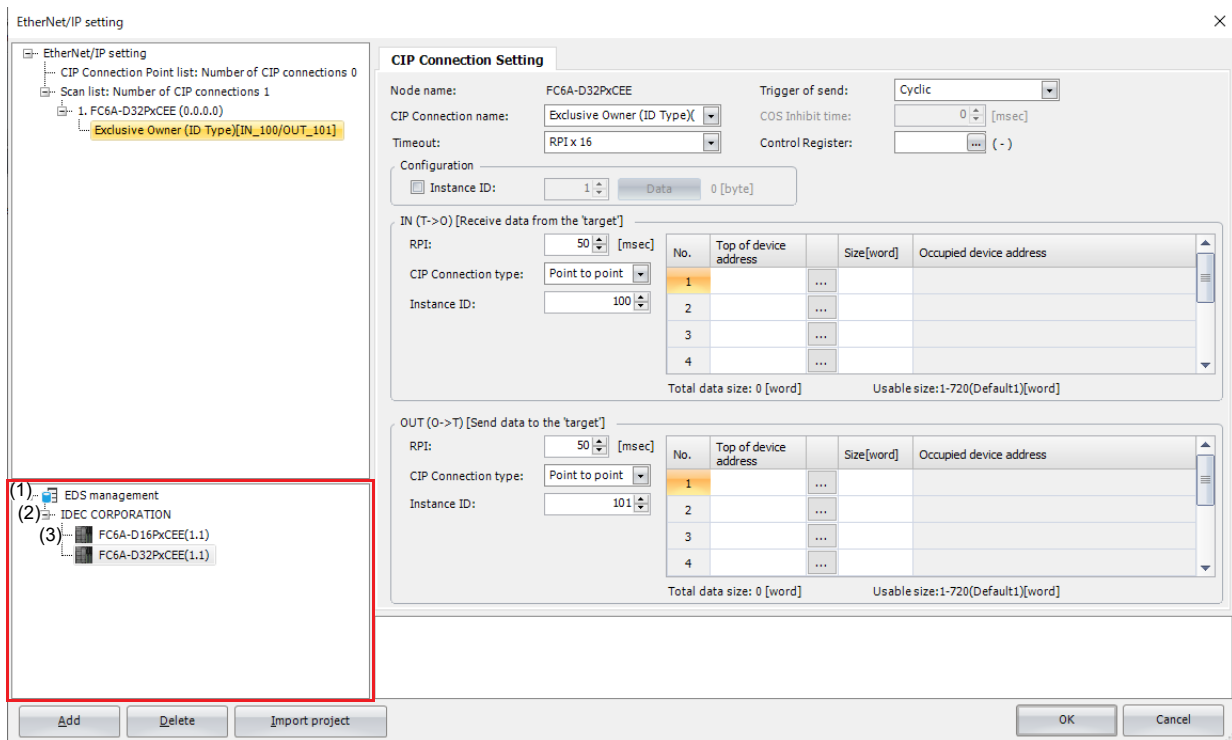 EtherNet/IP setting
EtherNet/IP setting
CIP Connection Point list: Number of CIP connections 0
Scan list: Number of CIP connections 1
1. FC6A-D32PxCEE (0.0.0.0)
Exclusive Owner (ID Type)[IN_100/OUT_101]
(1) EDS management
(2) IDEC CORPORATION
(3) FC6A-D16PxCEE(1.1)
FC6A-D32PxCEE(1.1)
CIP Connection Setting
Node name: FC6A-D32PxCEE Trigger of send: Cyclic
CIP Connection name: Exclusive Owner (ID Type)( COS Inhibit time: 0 [msec]
Timeout: RPI x 16 Control Register: ... (-)
Configuration
Instance ID: 1 Data 0 [byte]
IN (T->O) [Receive data from the 'target']
RPI: 50 [msec]
CIP Connection type: Point to point
Instance ID: 100
No. Top of device address Size[word] Occupied device address
1 ...
2 ...
3 ...
4 ...
Total data size: 0 [word] Usable size:1-720(Default1)[word]
OUT (O->T) [Send data to the 'target']
RPI: 50 [msec]
CIP Connection type: Point to point
Instance ID: 101
No. Top of device address Size[word] Occupied device address
1 ...
2 ...
3 ...
4 ...
Total data size: 0 [word] Usable size:1-720(Default1)[word]
Add Delete Import project OK Cancel